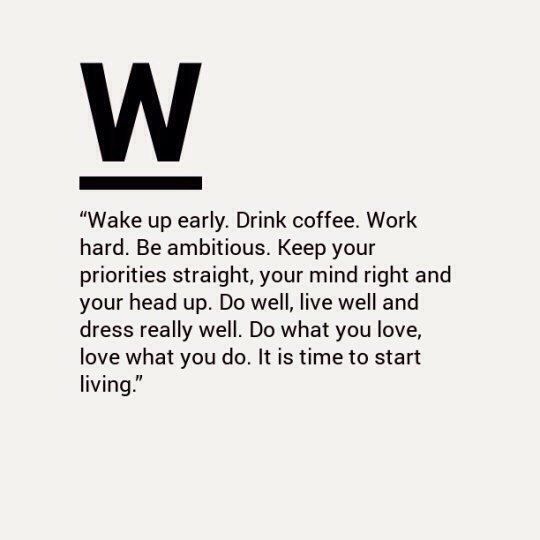 W
“Wake up early. Drink coffee. Work
hard. Be ambitious. Keep your
priorities straight, your mind right and
your head up. Do well, live well and
dress really well. Do what you love,
love what you do. It is time to start
living.”